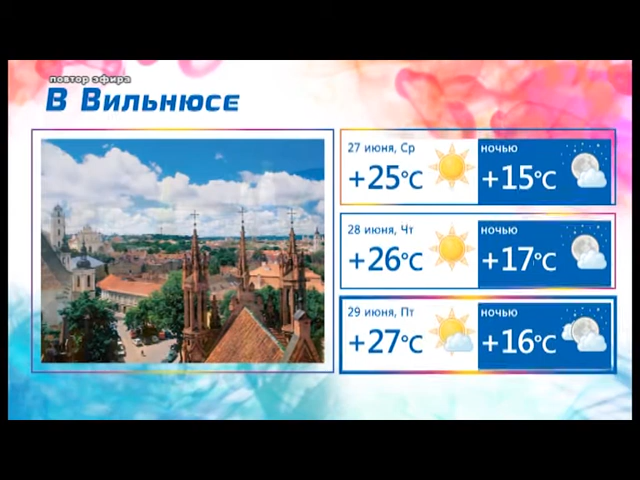 повтор эфира
В Вильнюсе
27 июня, Ср
+25°C
ночью
+15°C
28 июня, Чт
+26°C
ночью
+17°C
29 июня, Пт
+27°C
ночью
+16°C